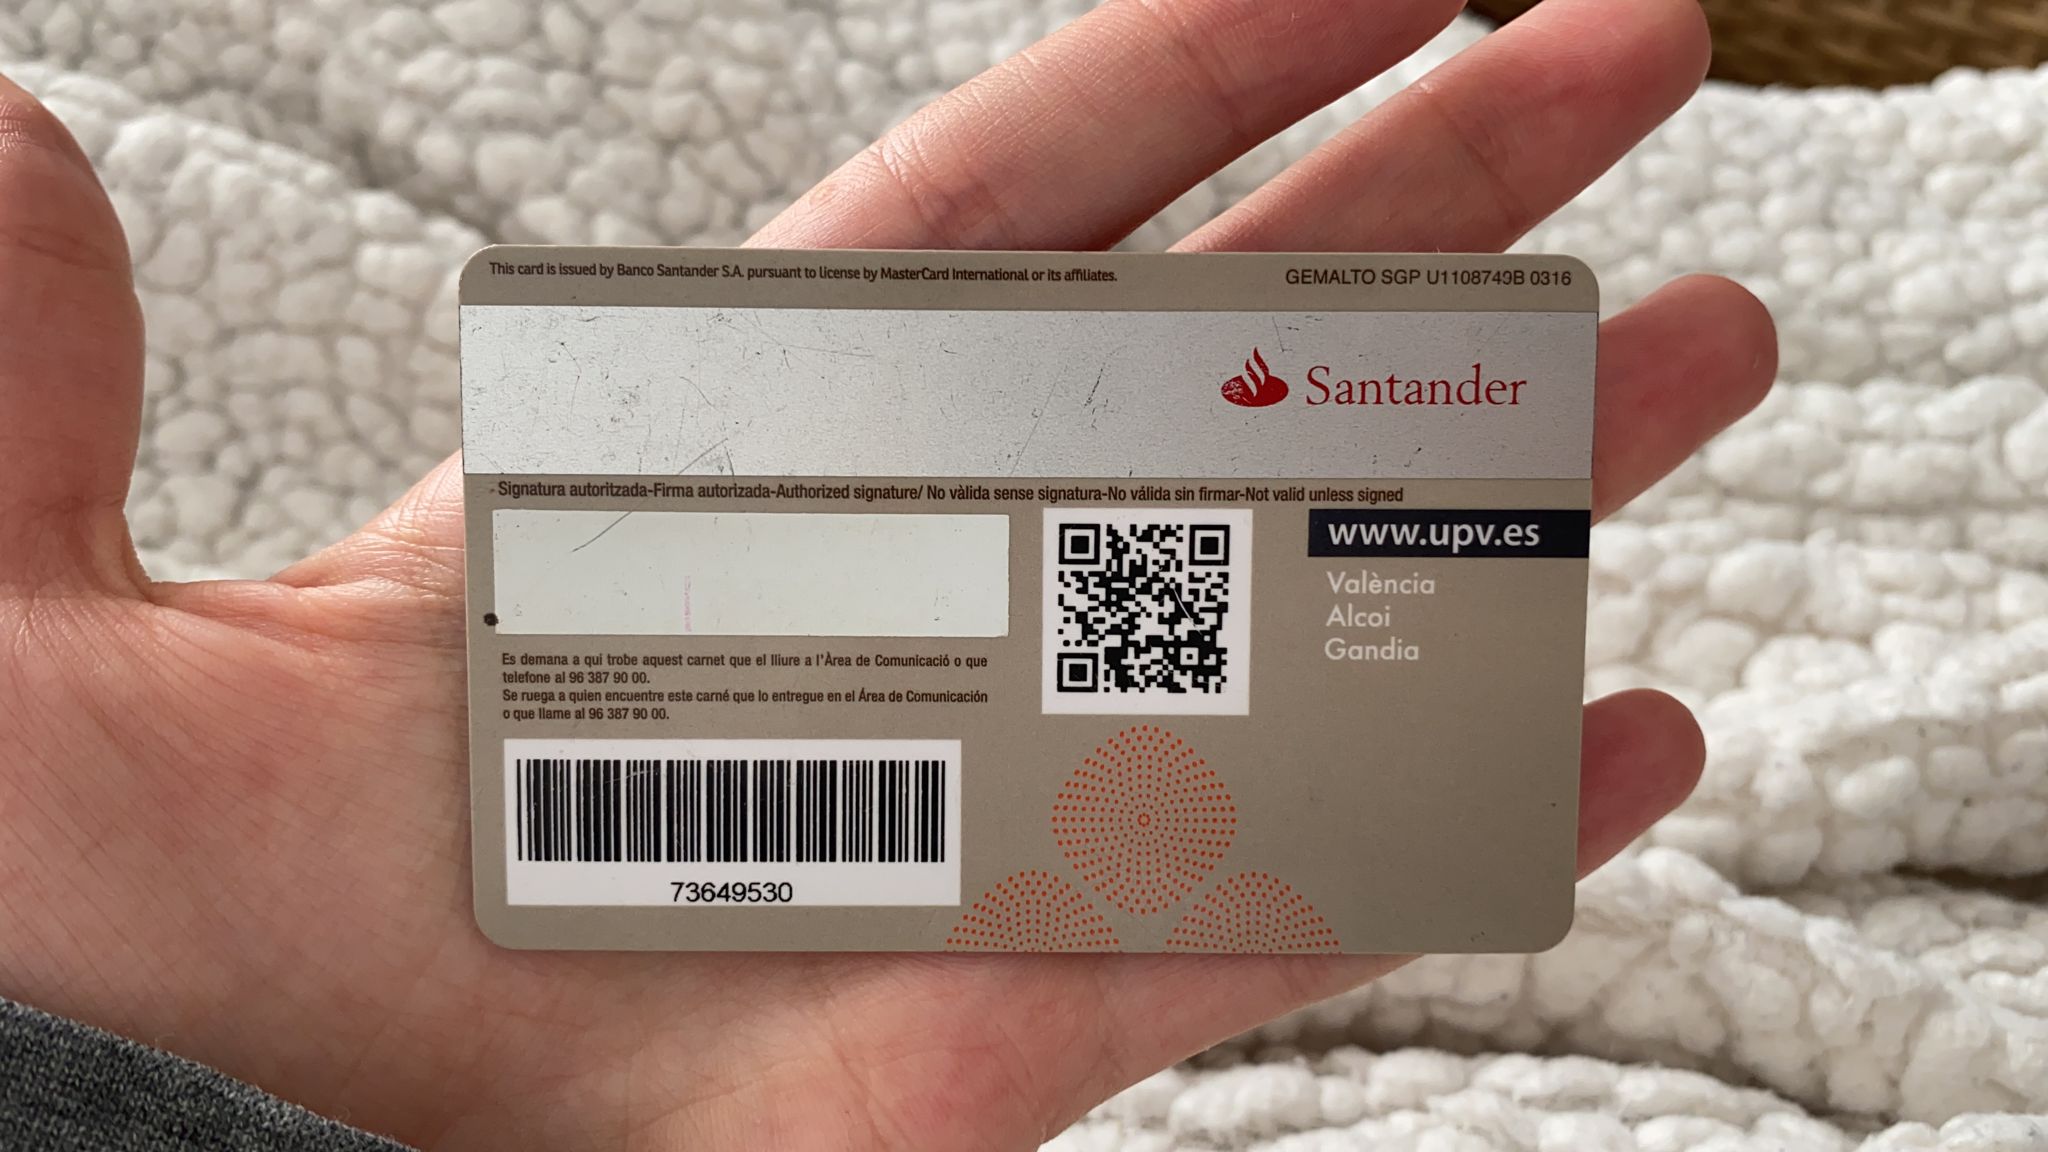 This card is issued by Banco Santander S.A. pursuant to license by MasterCard International or its affiliates.
GEMALTO SGP U1108749B 0316
Santander
Signatura autoritzada-Firma autorizada-Authorized signature/ No vàlida sense signatura-No válida sin firmar-Not valid unless signed
www.upv.es
València
Alcoi
Gandia
Es demana a qui trobe aquest carnet que el lliure a l'Àrea de Comunicació o que
telefone al 96 387 90 00.
Se ruega a quien encuentre este carné que lo entregue en el Área de Comunicación
o que llame al 96 387 90 00.
73649530